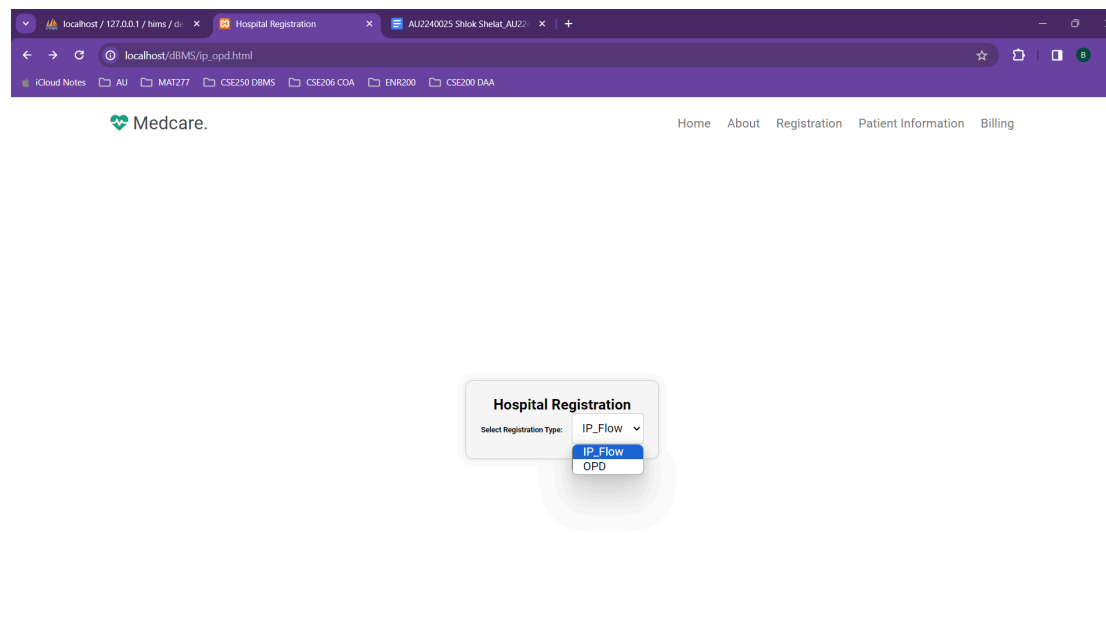 localhost / 127.0.0.1 / hims / de
Hospital Registration
AU2240025 Shlok Shelat_AU22
localhost/dBMS/ip_opd.html
B
iCloud Notes AU MAT277 CSE250 DBMS CSE206 COA ENR200 CSE200 DAA
Medcare. Home About Registration Patient Information Billing
Hospital Registration
Select Registration Type: IP_Flow
IP_Flow
OPD